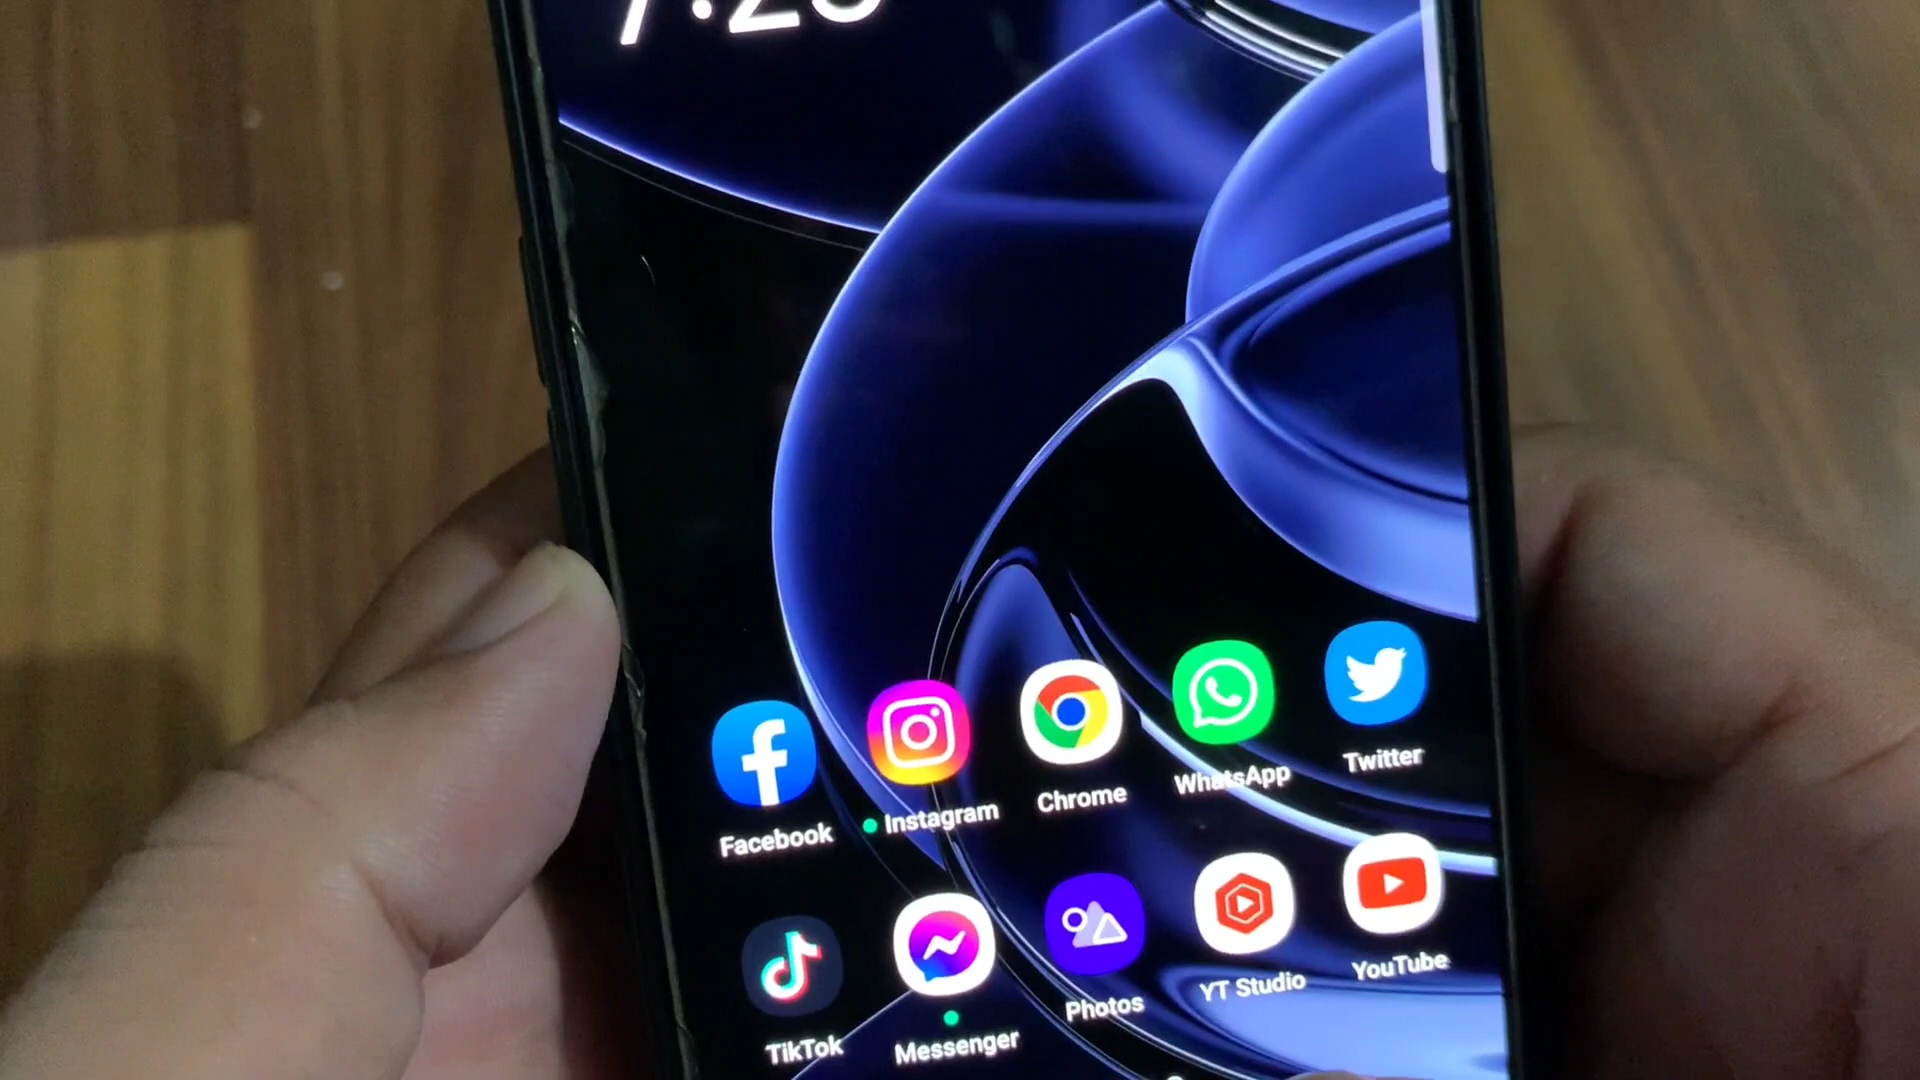 Facebook
Instagram
Chrome
WhatsApp
Twitter
TikTok
Messenger
Photos
YT Studio
YouTube